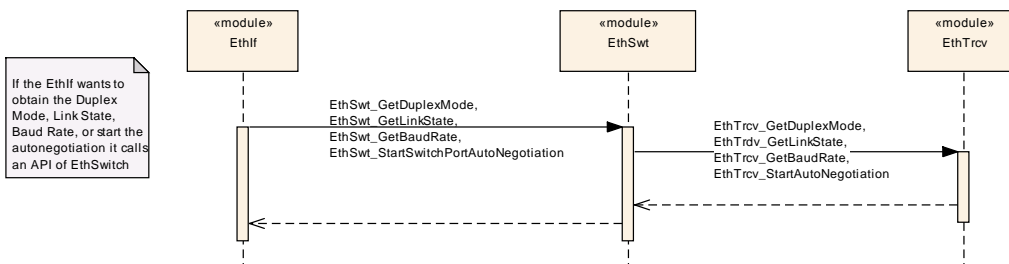 «module»
EthIf
«module»
EthSwt
«module»
EthTrcv
If the EthIf wants to
obtain the Duplex
Mode, Link State,
Baud Rate, or start the
autonegotiation it calls
an API of EthSwitch
EthSwt_GetDuplexMode,
EthSwt_GetLinkState,
EthSwt_GetBaudRate,
EthSwt_StartSwitchPortAutoNegotiation
EthTrcv_GetDuplexMode,
EthTrdv_GetLinkState,
EthTrcv_GetBaudRate,
EthTrcv_StartAutoNegotiation